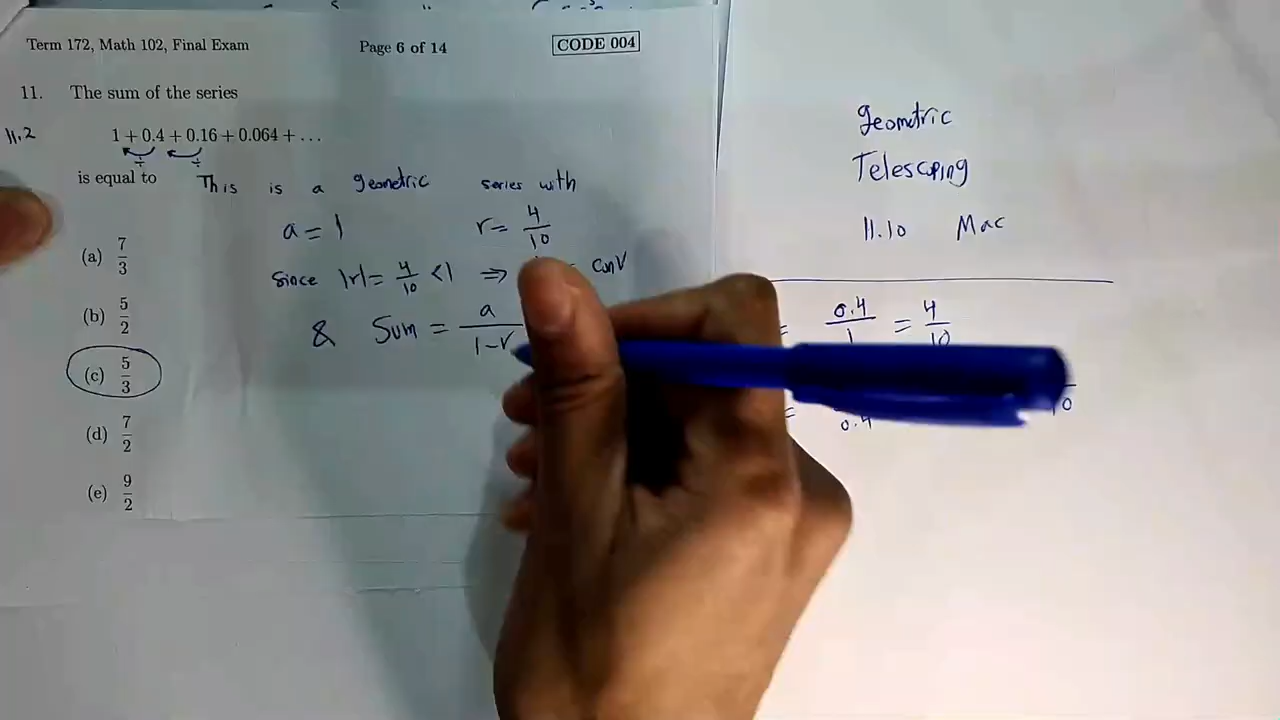 Term 172, Math 102, Final Exam Page 6 of 14 CODE 004
11. The sum of the series
11.2
1 + 0.4 + 0.16 + 0.064 + ...
÷ ÷
is equal to This is a geometric series with
a = 1 r = 4/10
since |r| = 4/10 < 1 ⇒ conv
& Sum = a/(1-r)
(a) 7/3
(b) 5/2
(c) 5/3
(d) 7/2
(e) 9/2
geometric
Telescoping
11.10 Mac
= 0.4/1 = 4/10
= 0.4 10